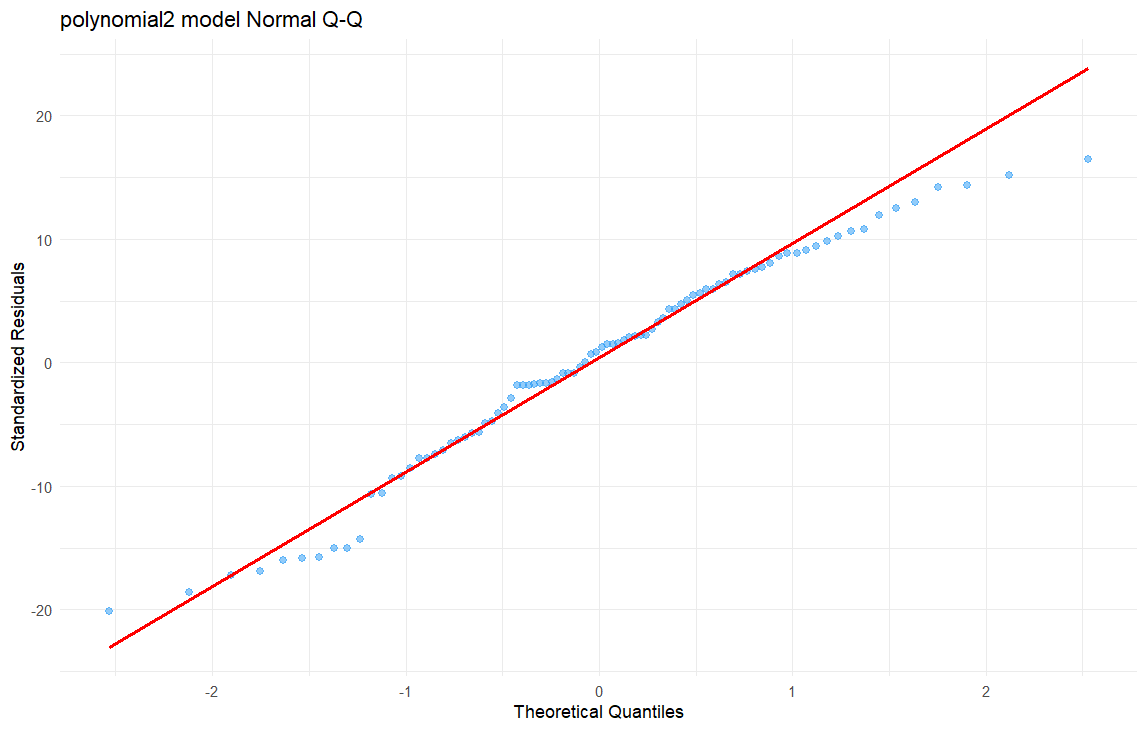 polynomial2 model Normal Q-Q
Standardized Residuals
20
10
0
-10
-20
-2 -1 0 1 2
Theoretical Quantiles